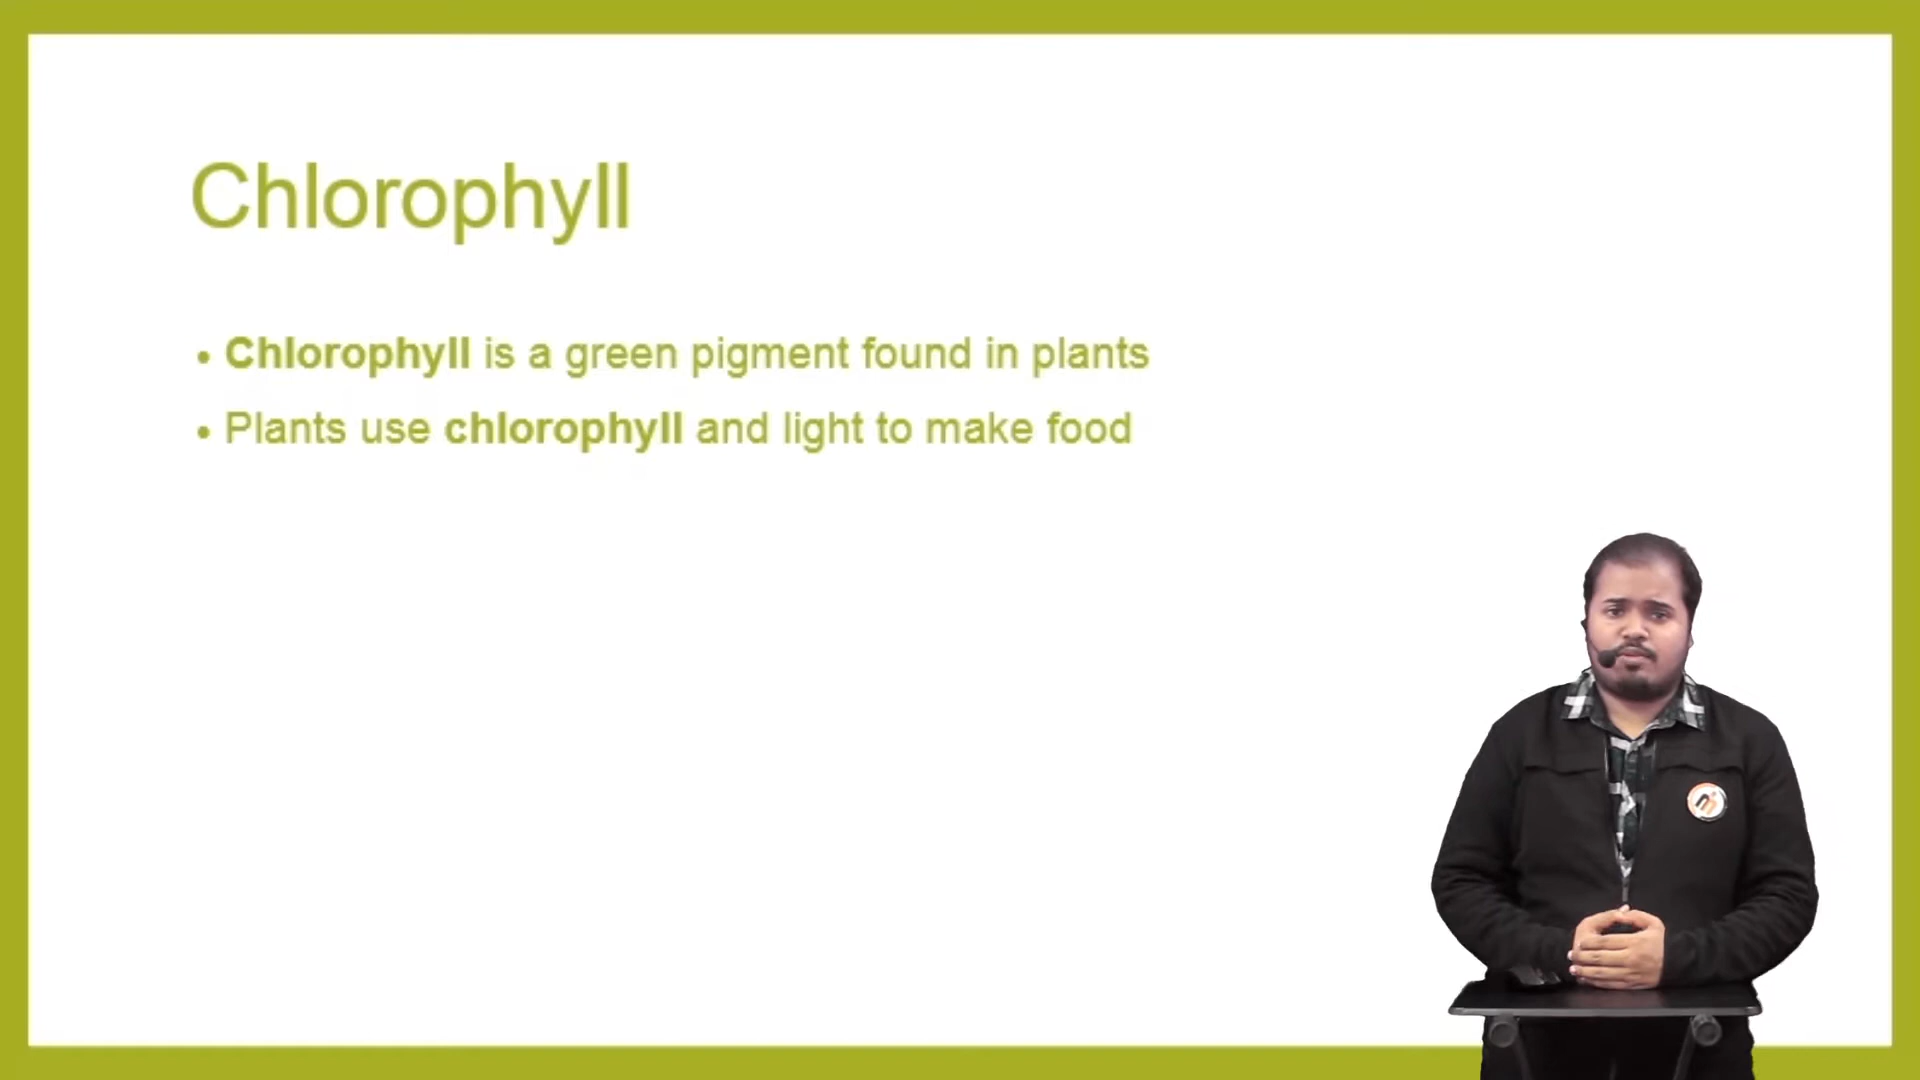 Chlorophyll
• Chlorophyll is a green pigment found in plants
• Plants use chlorophyll and light to make food